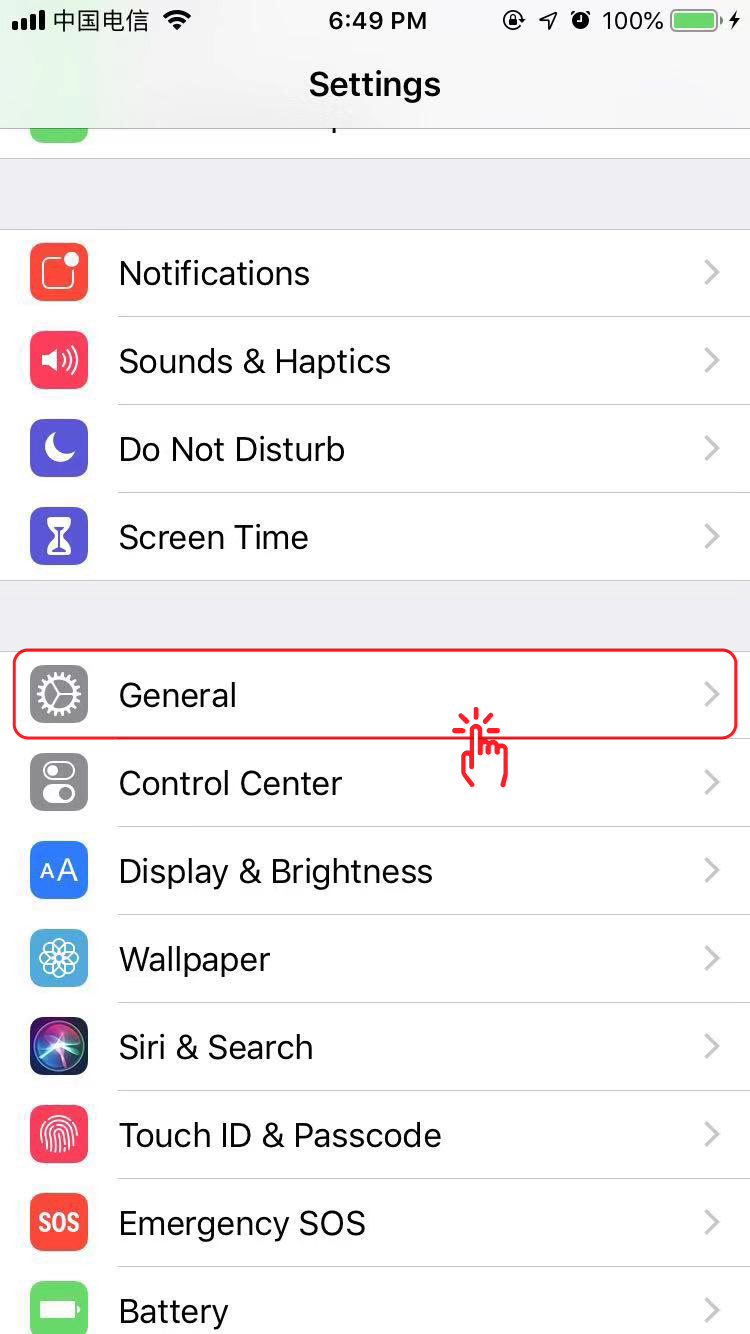 中国电信 6:49 PM 100%
Settings
Notifications
Sounds & Haptics
Do Not Disturb
Screen Time
General
Control Center
AA Display & Brightness
Wallpaper
Siri & Search
Touch ID & Passcode
SOS Emergency SOS
Battery